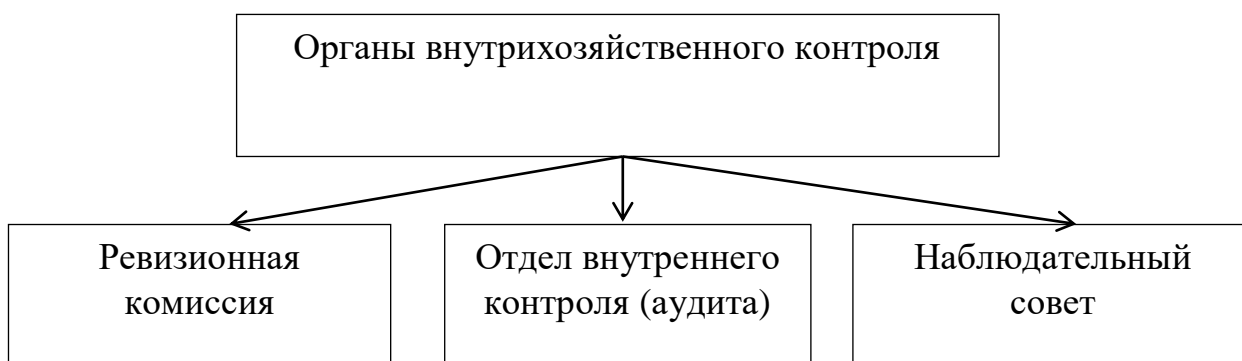 Органы внутрихозяйственного контроля
Ревизионная
комиссия
Отдел внутреннего
контроля (аудита)
Наблюдательный
совет